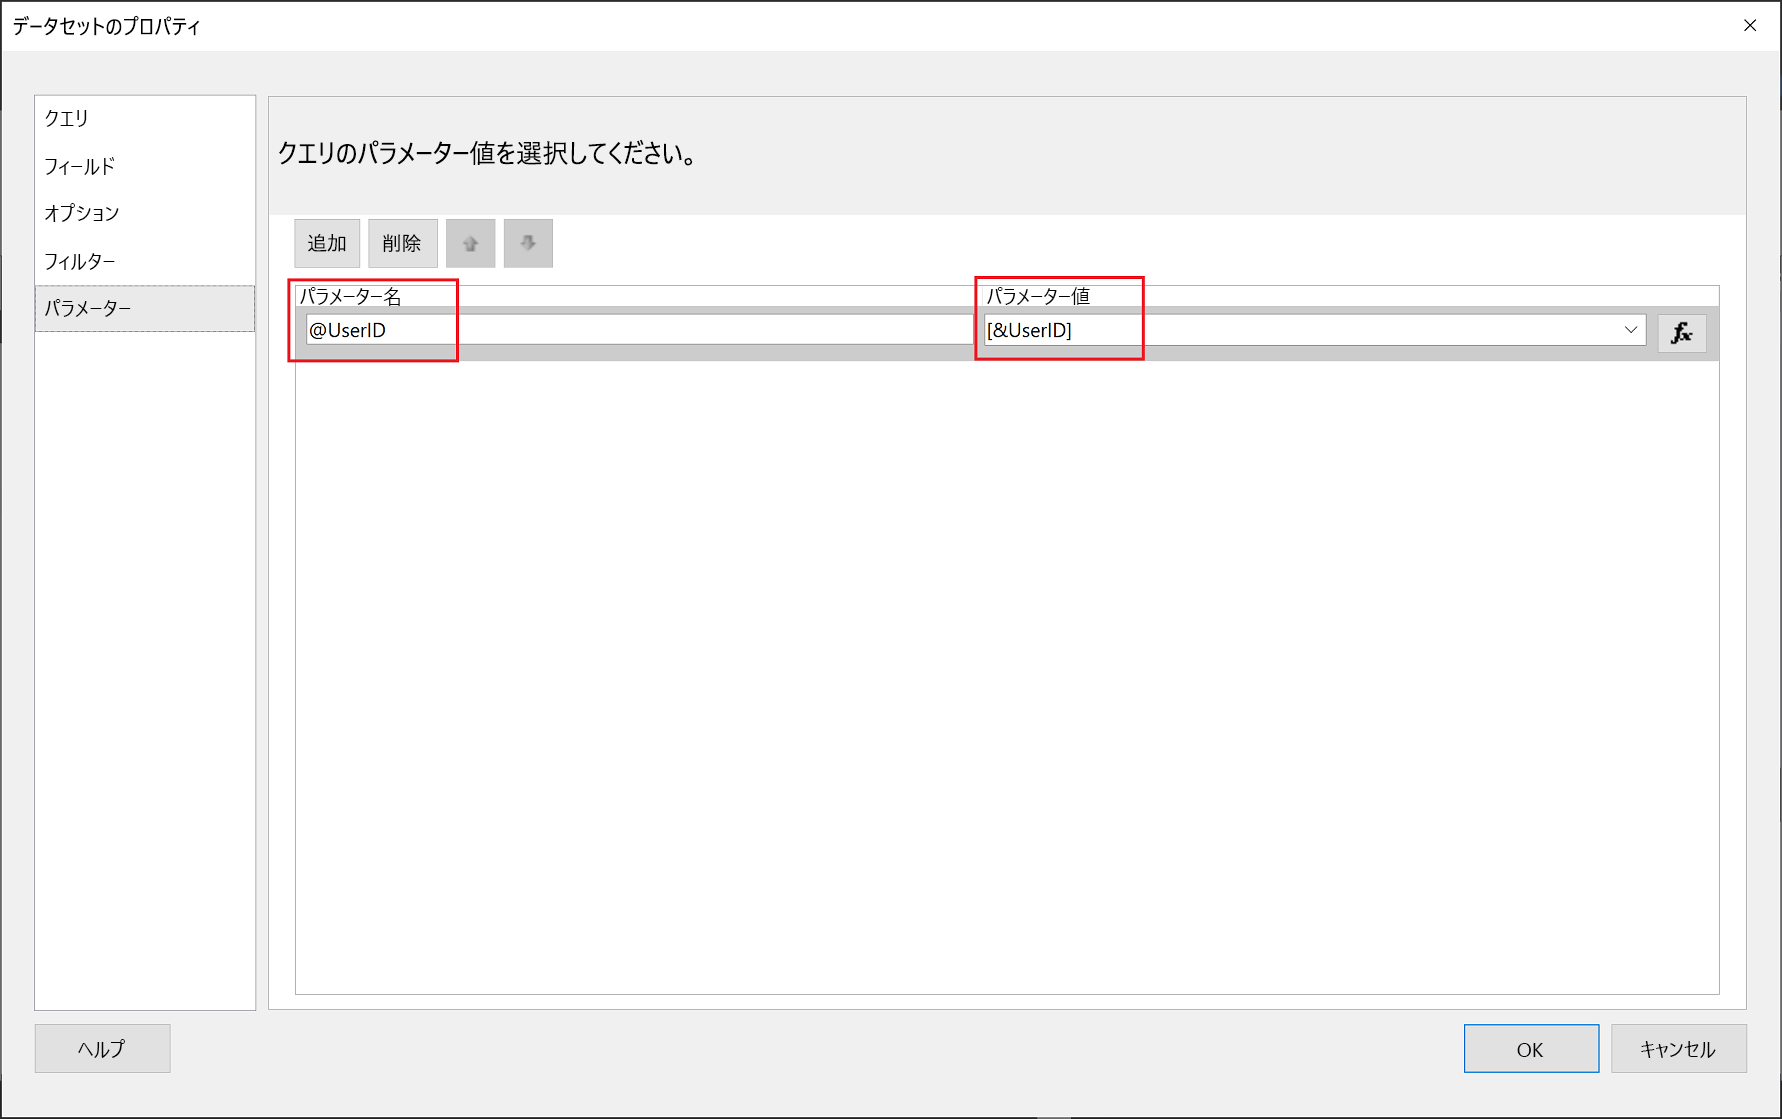 データセットのプロパティ
クエリ
フィールド
オプション
フィルター
パラメーター
クエリのパラメーター値を選択してください。
追加 削除
パラメーター名 パラメーター値
@UserID [&UserID] fx
ヘルプ OK キャンセル